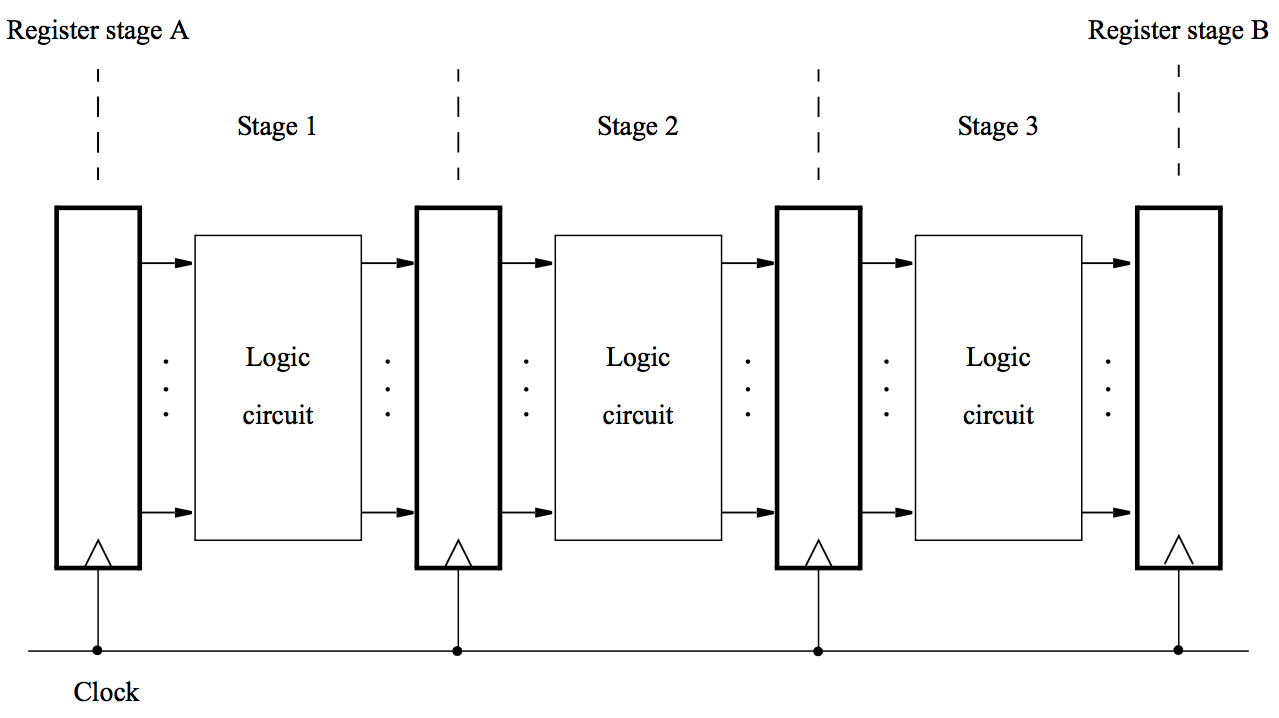 Register stage A
Register stage B
Stage 1
Stage 2
Stage 3
Logic
circuit
Logic
circuit
Logic
circuit
Clock